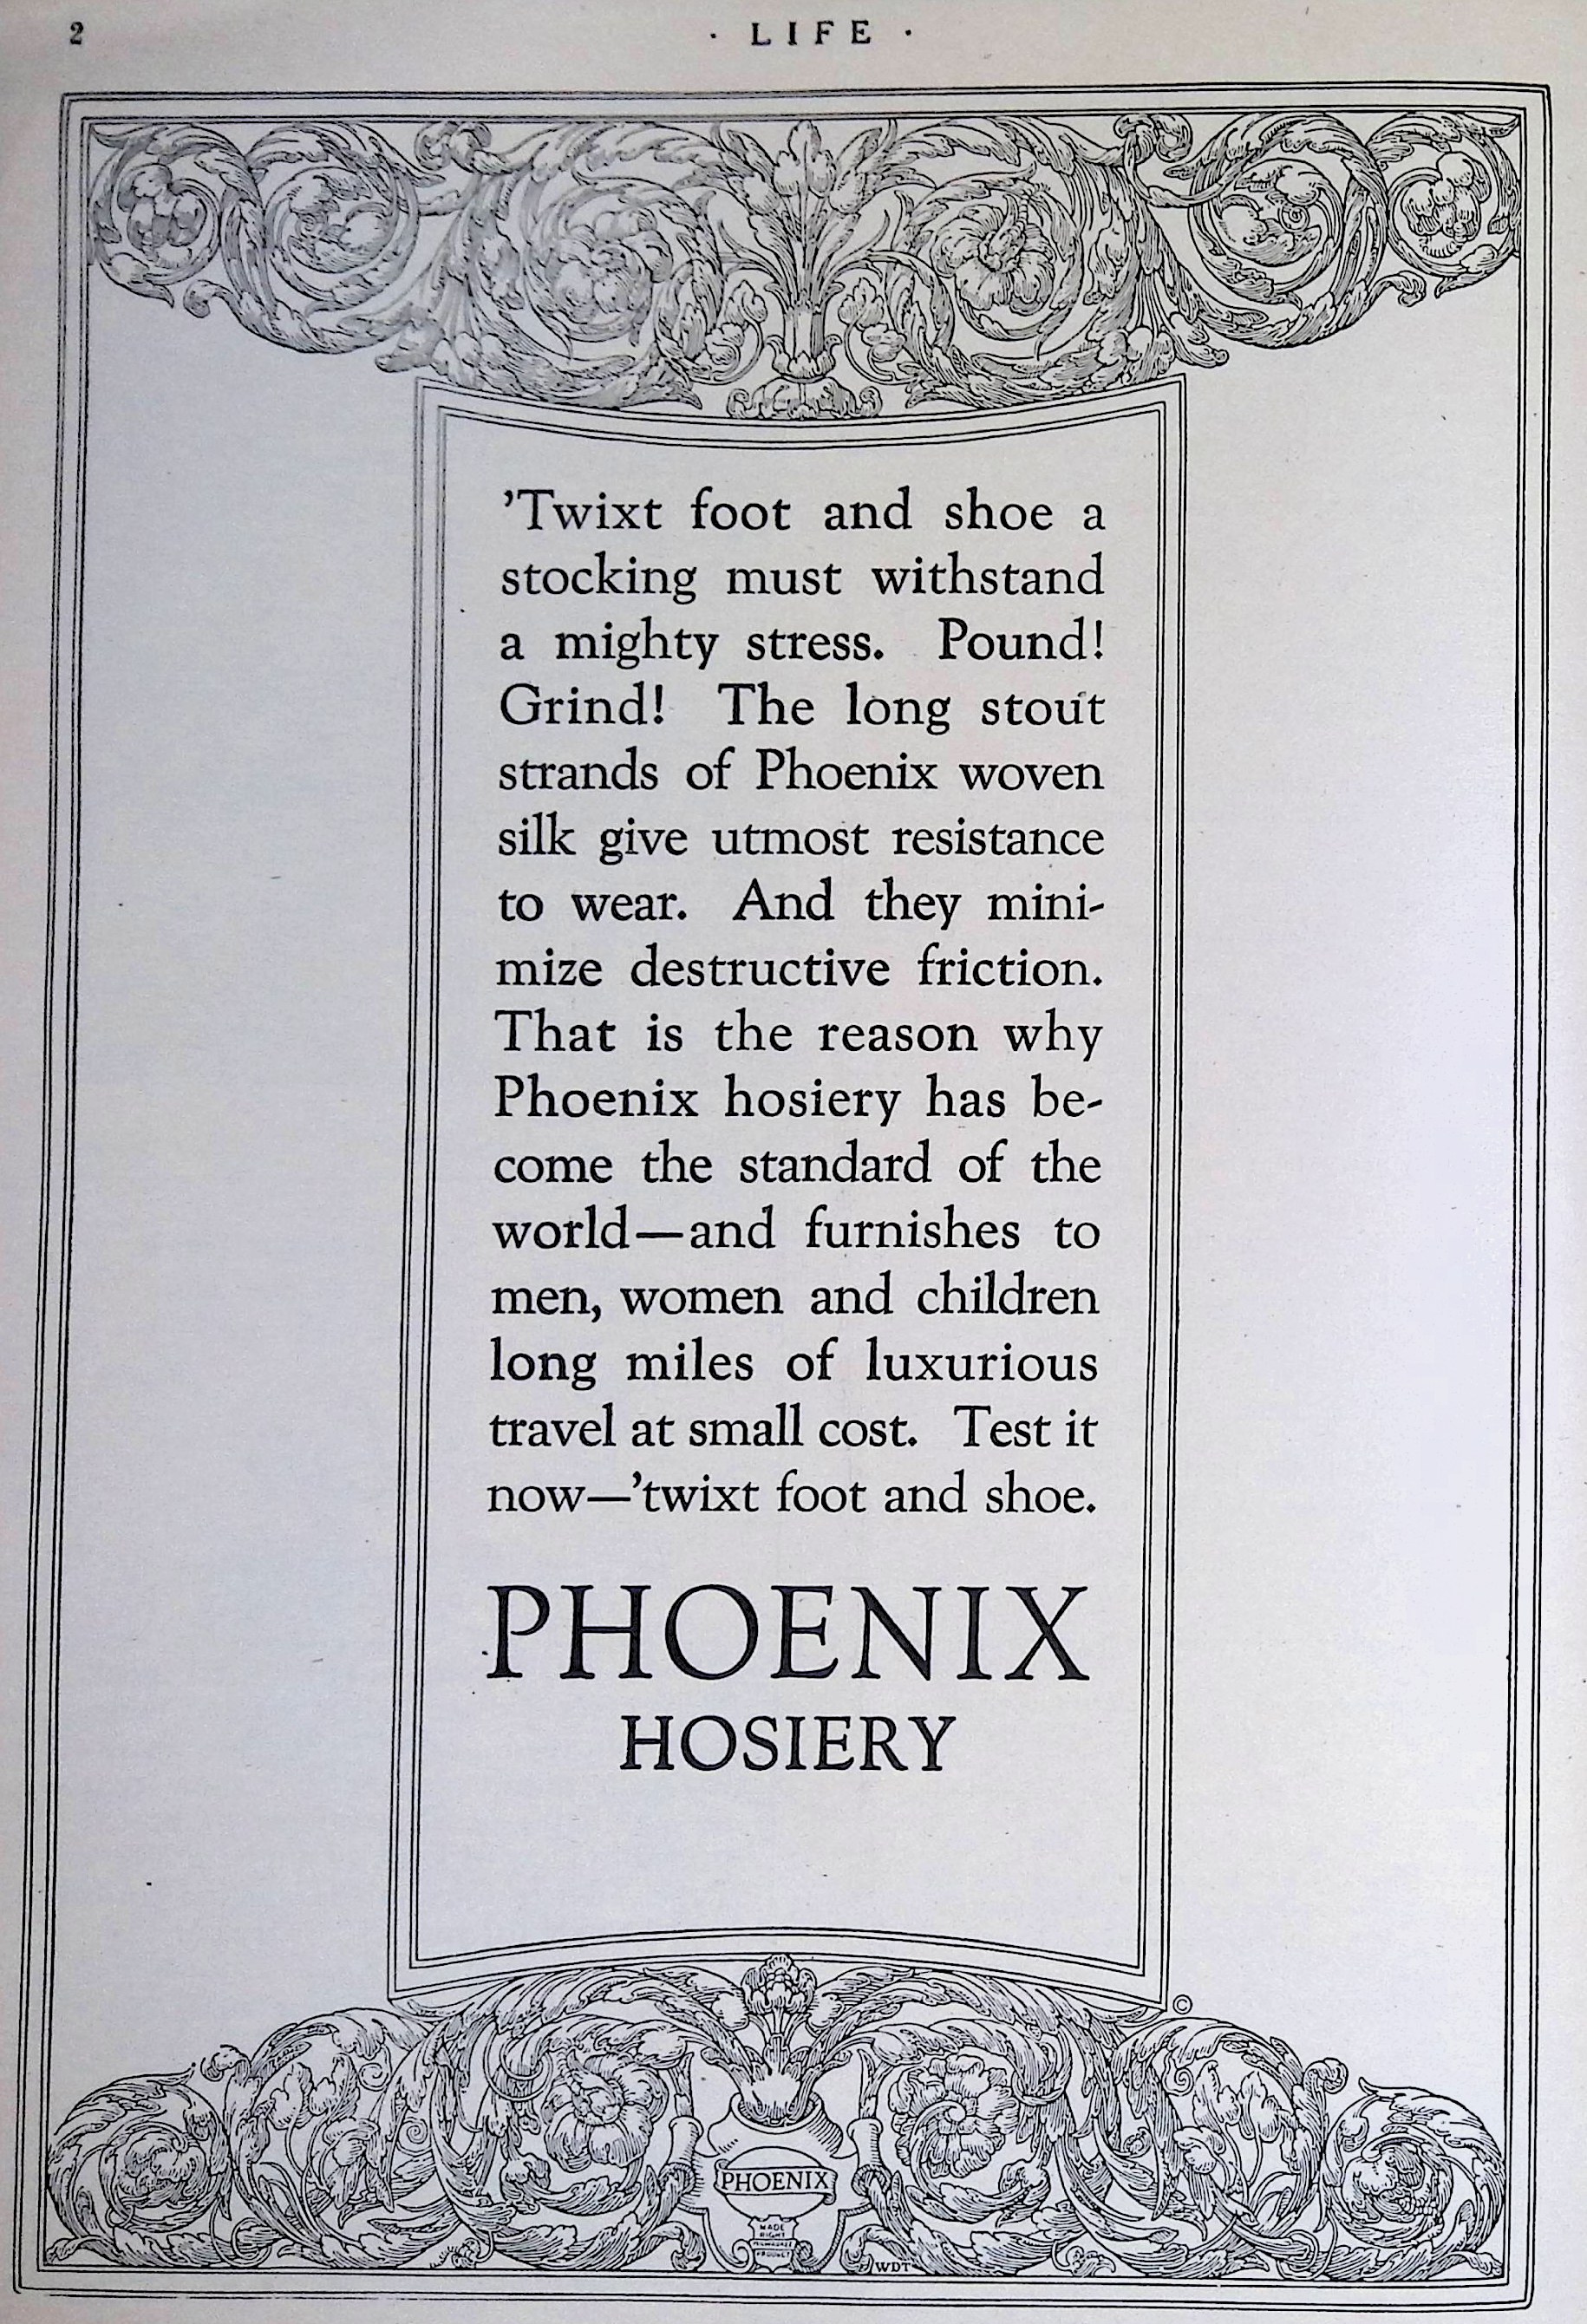 2
· LIFE ·
’Twixt foot and shoe a
stocking must withstand
a mighty stress. Pound!
Grind! The long stout
strands of Phoenix woven
silk give utmost resistance
to wear. And they mini-
mize destructive friction.
That is the reason why
Phoenix hosiery has be-
come the standard of the
world—and furnishes to
men, women and children
long miles of luxurious
travel at small cost. Test it
now—’twixt foot and shoe.
PHOENIX
HOSIERY
©
PHOENIX
MADE
RIGHT
MILWAUKEE
WDT